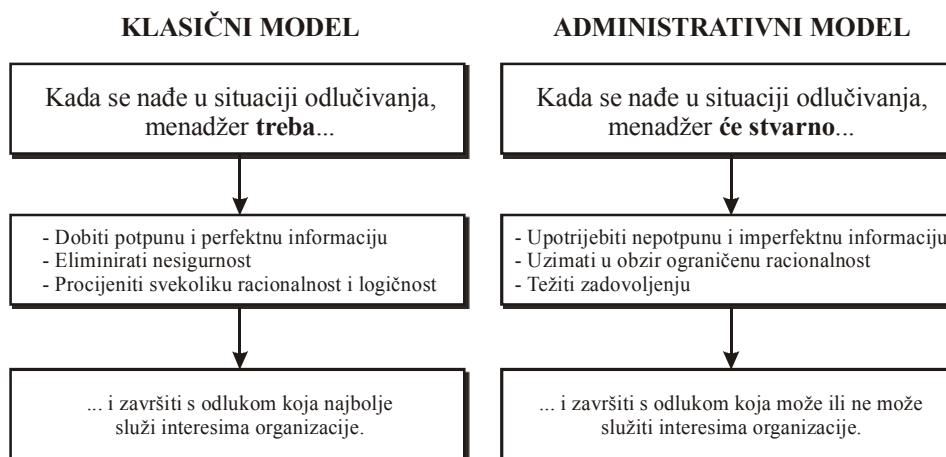 KLASIČNI MODEL
Kada se nađe u situaciji odlučivanja,
menadžer treba...
- Dobiti potpunu i perfektnu informaciju
- Eliminirati nesigurnost
- Procijeniti svekoliku racionalnost i logičnost
... i završiti s odlukom koja najbolje
služi interesima organizacije.
ADMINISTRATIVNI MODEL
Kada se nađe u situaciji odlučivanja,
menadžer će stvarno...
- Upotrijebiti nepotpunu i imperfektnu informaciju
- Uzimati u obzir ograničenu racionalnost
- Težiti zadovoljenju
... i završiti s odlukom koja može ili ne može
služiti interesima organizacije.